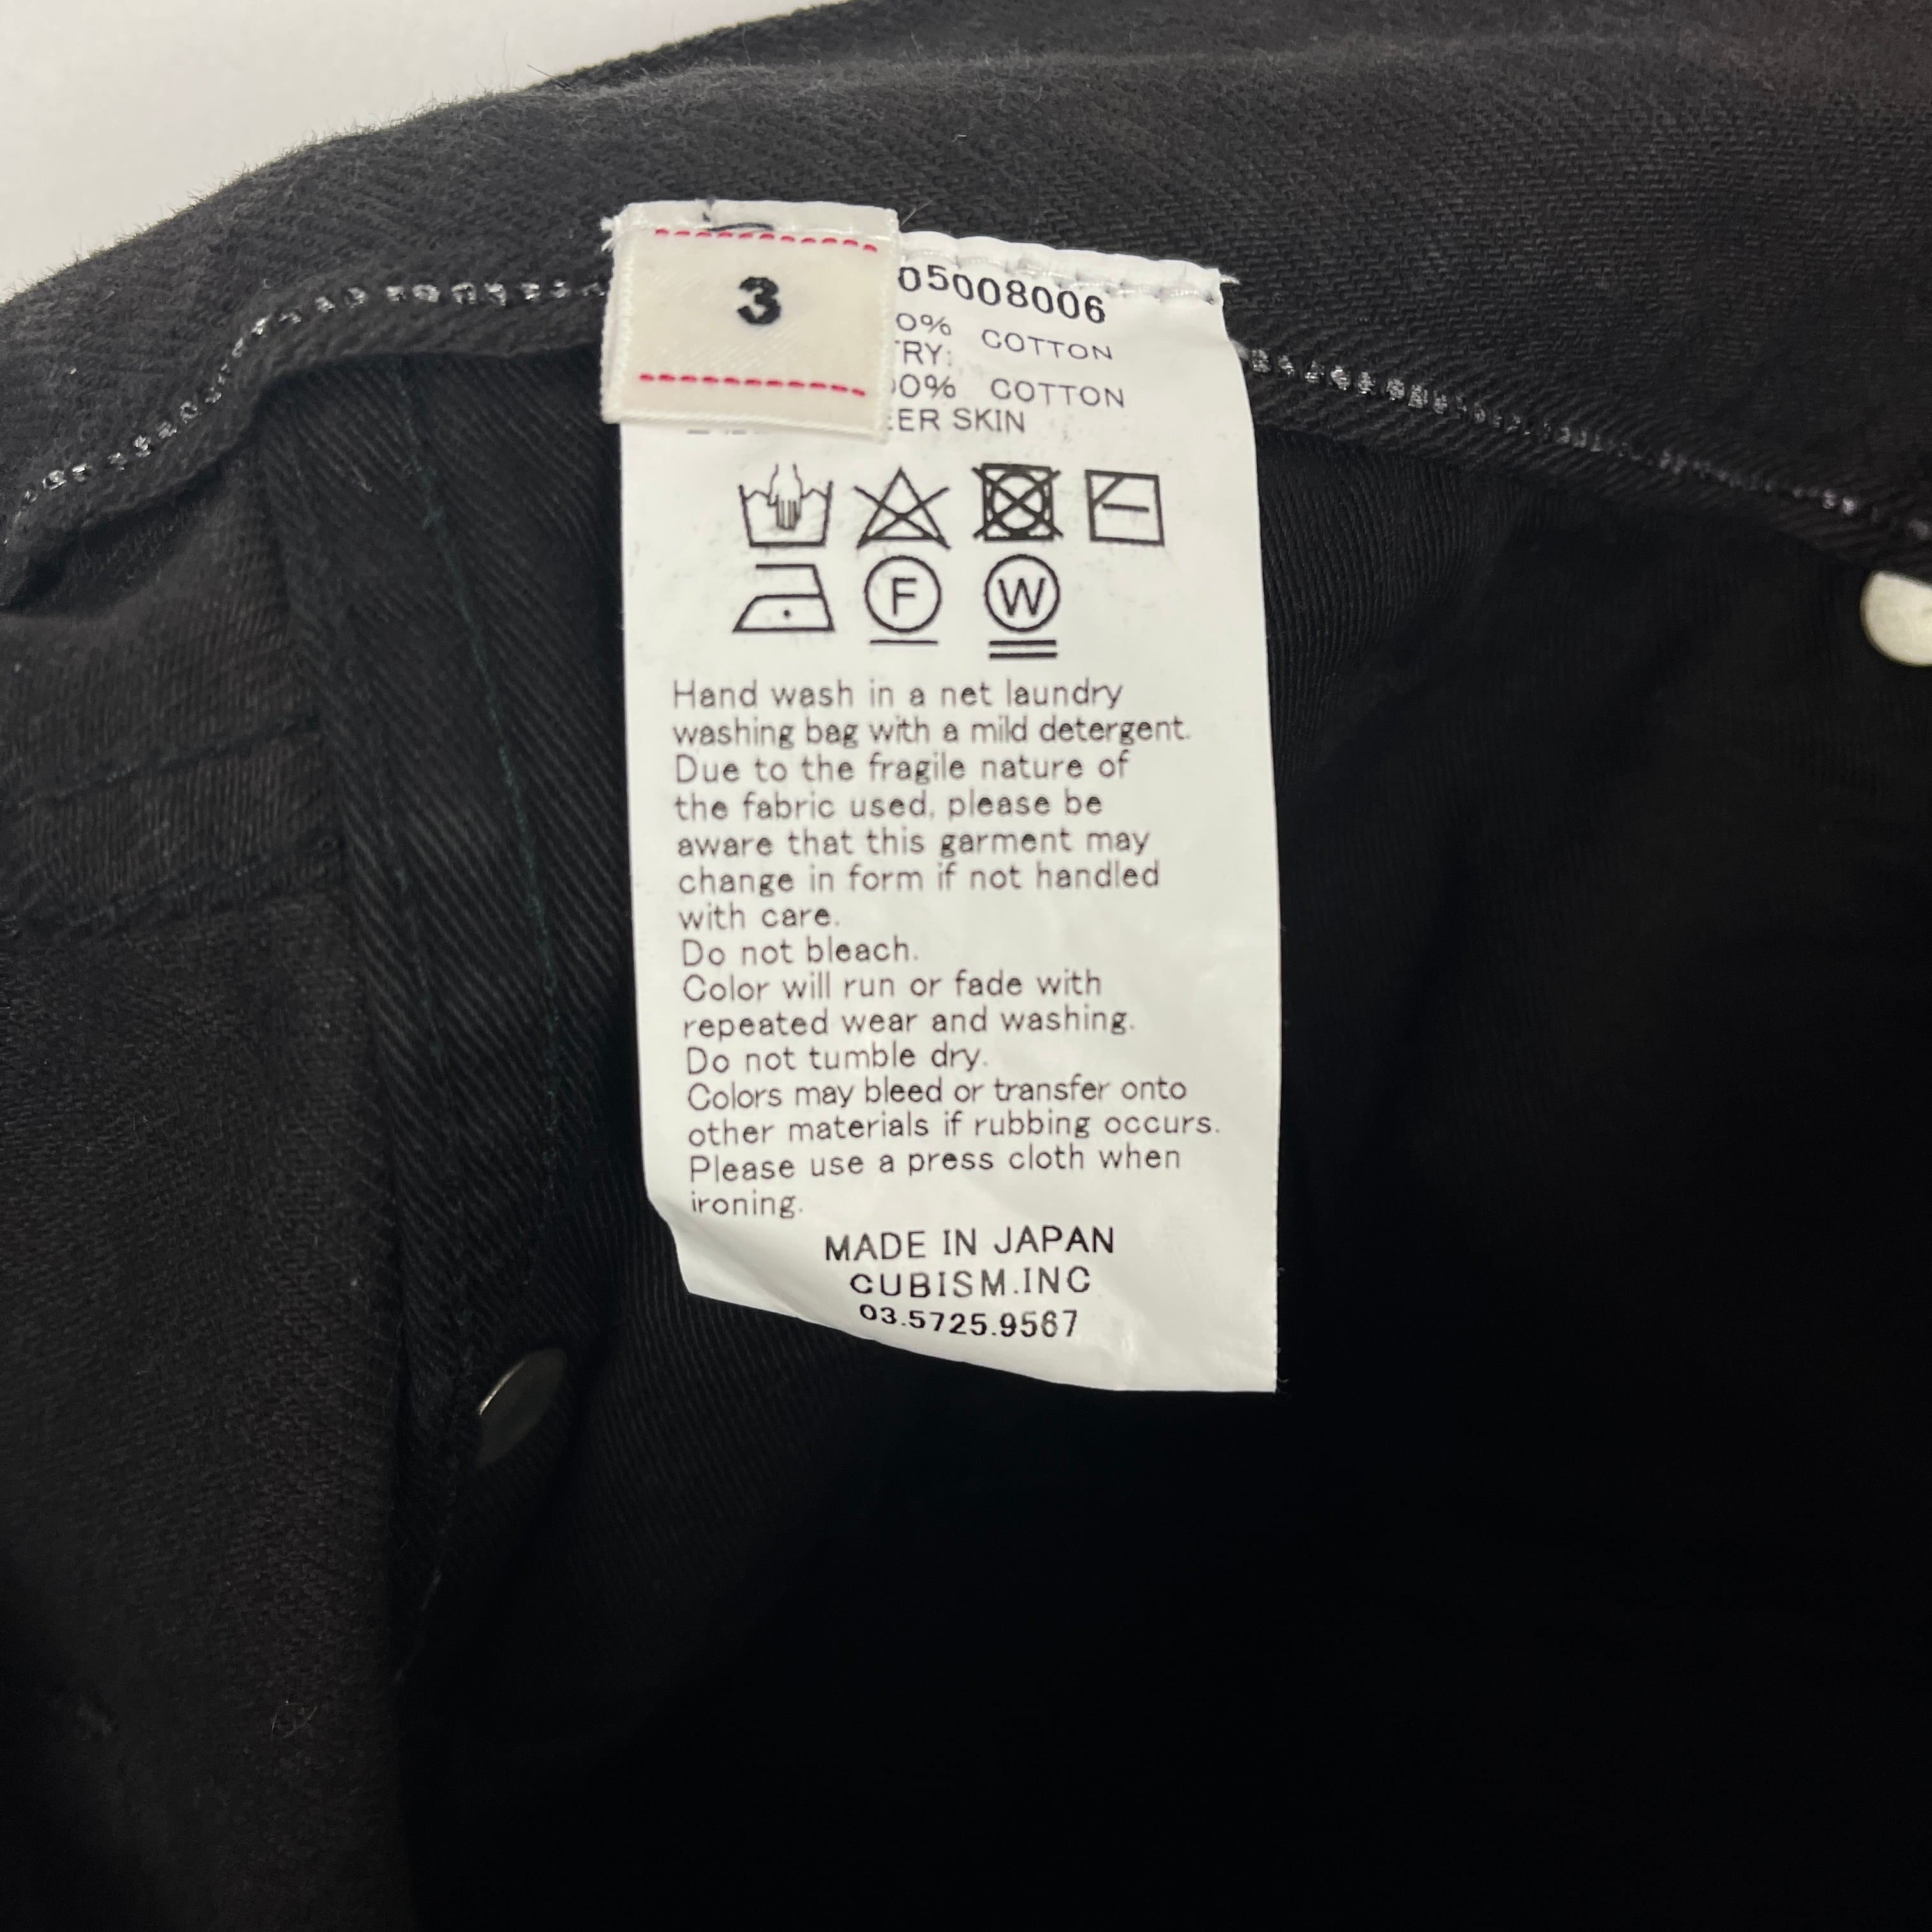 3
05008006
0% COTTON
TRY:
00% COTTON
EER SKIN
F
W
Hand wash in a net laundry
washing bag with a mild detergent.
Due to the fragile nature of
the fabric used, please be
aware that this garment may
change in form if not handled
with care.
Do not bleach.
Color will run or fade with
repeated wear and washing.
Do not tumble dry.
Colors may bleed or transfer onto
other materials if rubbing occurs.
Please use a press cloth when
ironing.
MADE IN JAPAN
CUBISM.INC
03.5725.9567